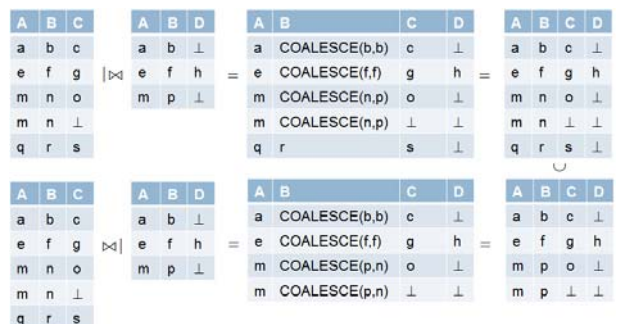 A B C A B D A B C D A B C D
a b c a b ⊥ a COALESCE(b,b) c ⊥ a b c ⊥
e f g |⋈ e f h = e COALESCE(f,f) g h = e f g h
m n o m p ⊥ m COALESCE(n,p) o ⊥ m n o ⊥
m n ⊥ m COALESCE(n,p) ⊥ ⊥ m n ⊥ ⊥
q r s q r s ⊥ q r s ⊥
∪
A B C A B D A B C D A B C D
a b c a b ⊥ a COALESCE(b,b) c ⊥ a b c ⊥
e f g ⋈| e f h = e COALESCE(f,f) g h = e f g h
m n o m p ⊥ m COALESCE(p,n) o ⊥ m p o ⊥
m n ⊥ m COALESCE(p,n) ⊥ ⊥ m p ⊥ ⊥
q r s